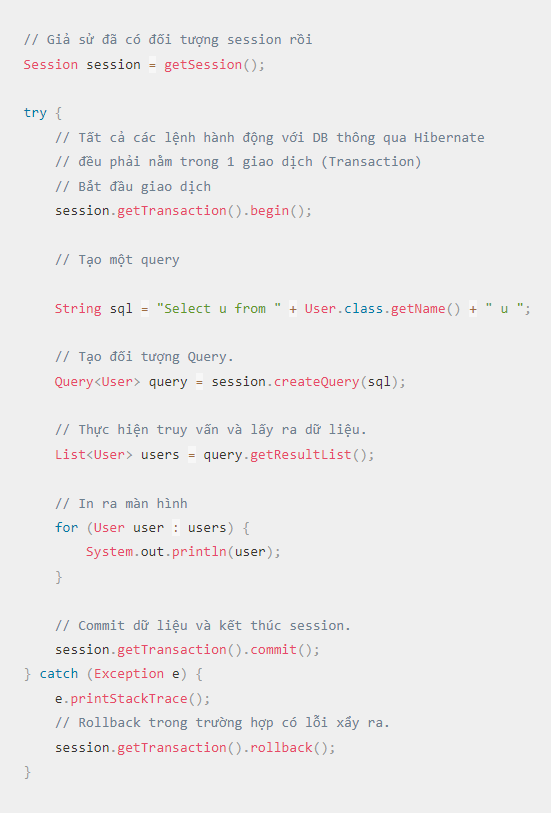 // Giả sử đã có đối tượng session rồi
Session session = getSession();
try {
// Tất cả các lệnh hành động với DB thông qua Hibernate
// đều phải nằm trong 1 giao dịch (Transaction)
// Bắt đầu giao dịch
session.getTransaction().begin();
// Tạo một query
String sql = "Select u from " + User.class.getName() + " u ";
// Tạo đối tượng Query.
Query<User> query = session.createQuery(sql);
// Thực hiện truy vấn và lấy ra dữ liệu.
List<User> users = query.getResultList();
// In ra màn hình
for (User user : users) {
System.out.println(user);
}
// Commit dữ liệu và kết thúc session.
session.getTransaction().commit();
} catch (Exception e) {
e.printStackTrace();
// Rollback trong trường hợp có lỗi xẩy ra.
session.getTransaction().rollback();
}